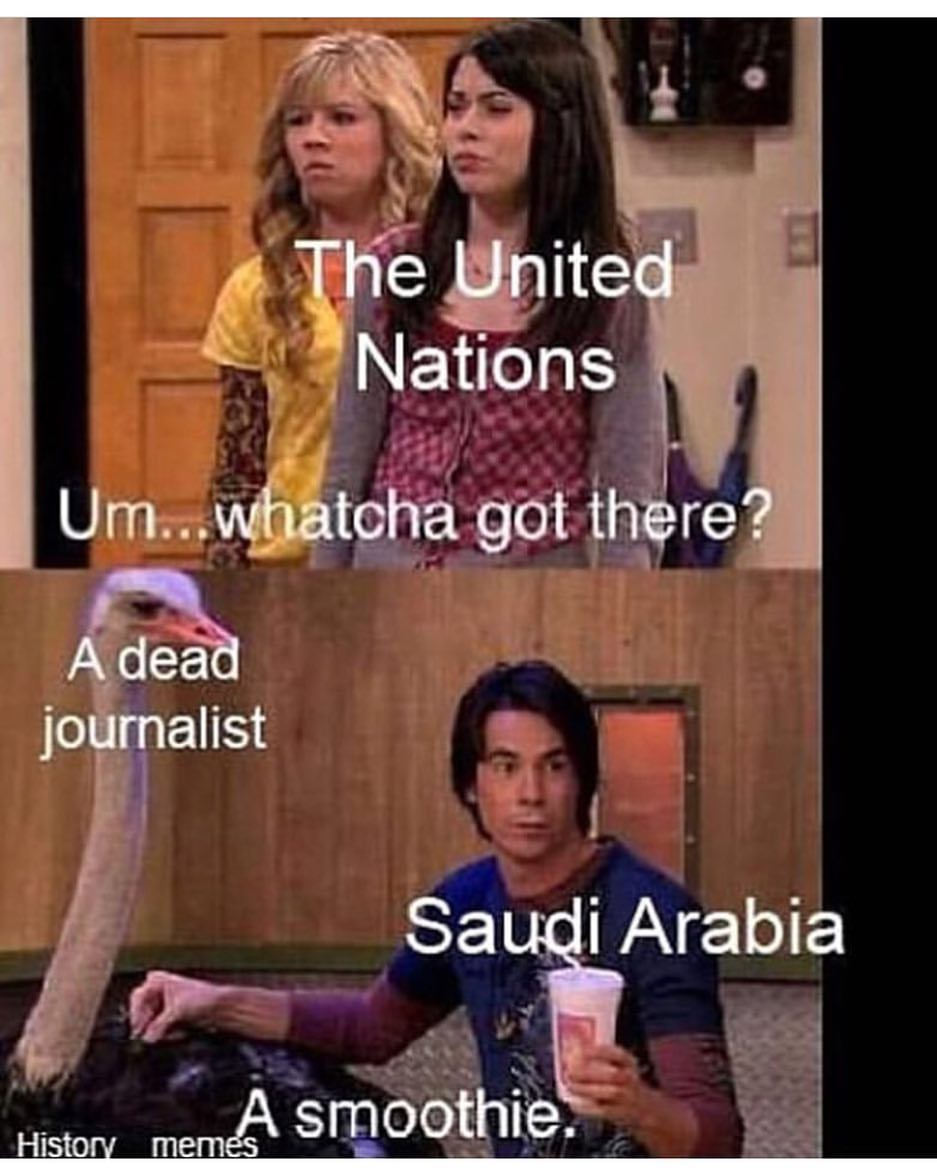 The United
Nations
Um...whatcha got there?
A dead
journalist
Saudi Arabia
A smoothie.
History memes